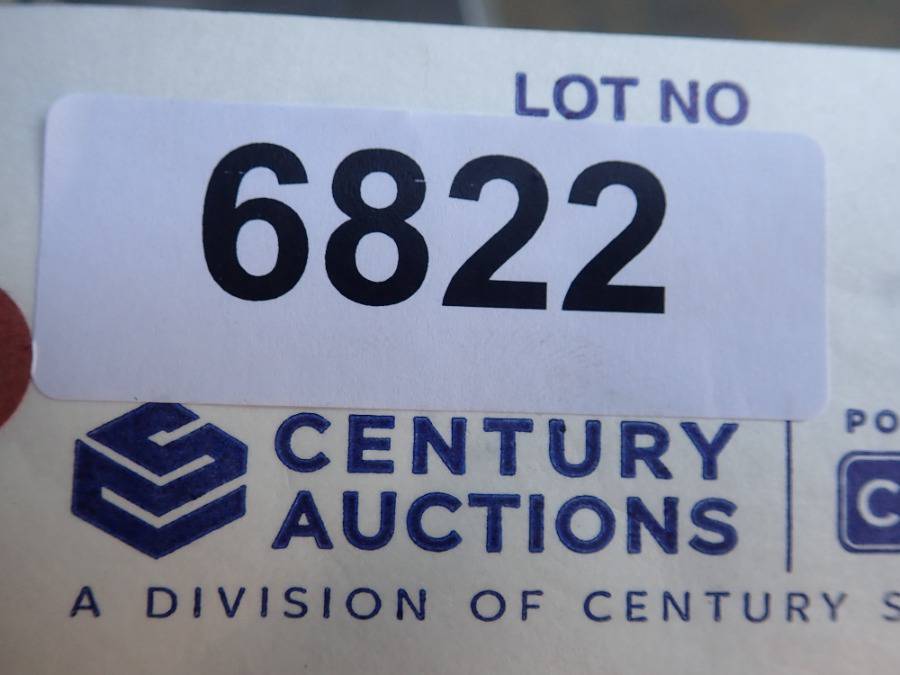 LOT NO
6822
CENTURY
AUCTIONS
A DIVISION OF CENTURY